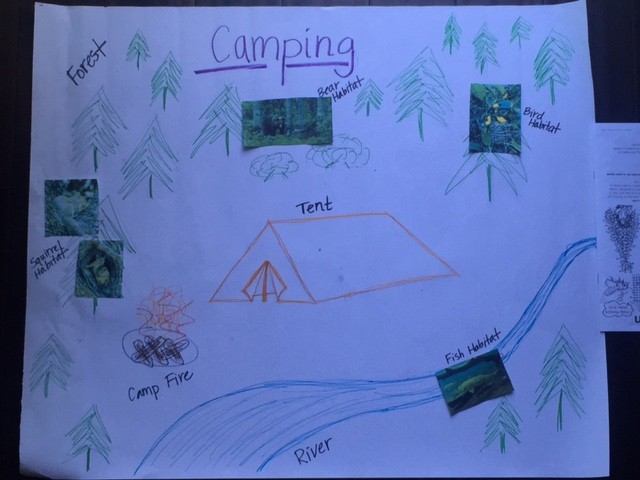 Camping
Forest
Bear
Habitat
Bird
Habitat
Squirrel
Habitat
Tent
Camp Fire
Fish Habitat
River